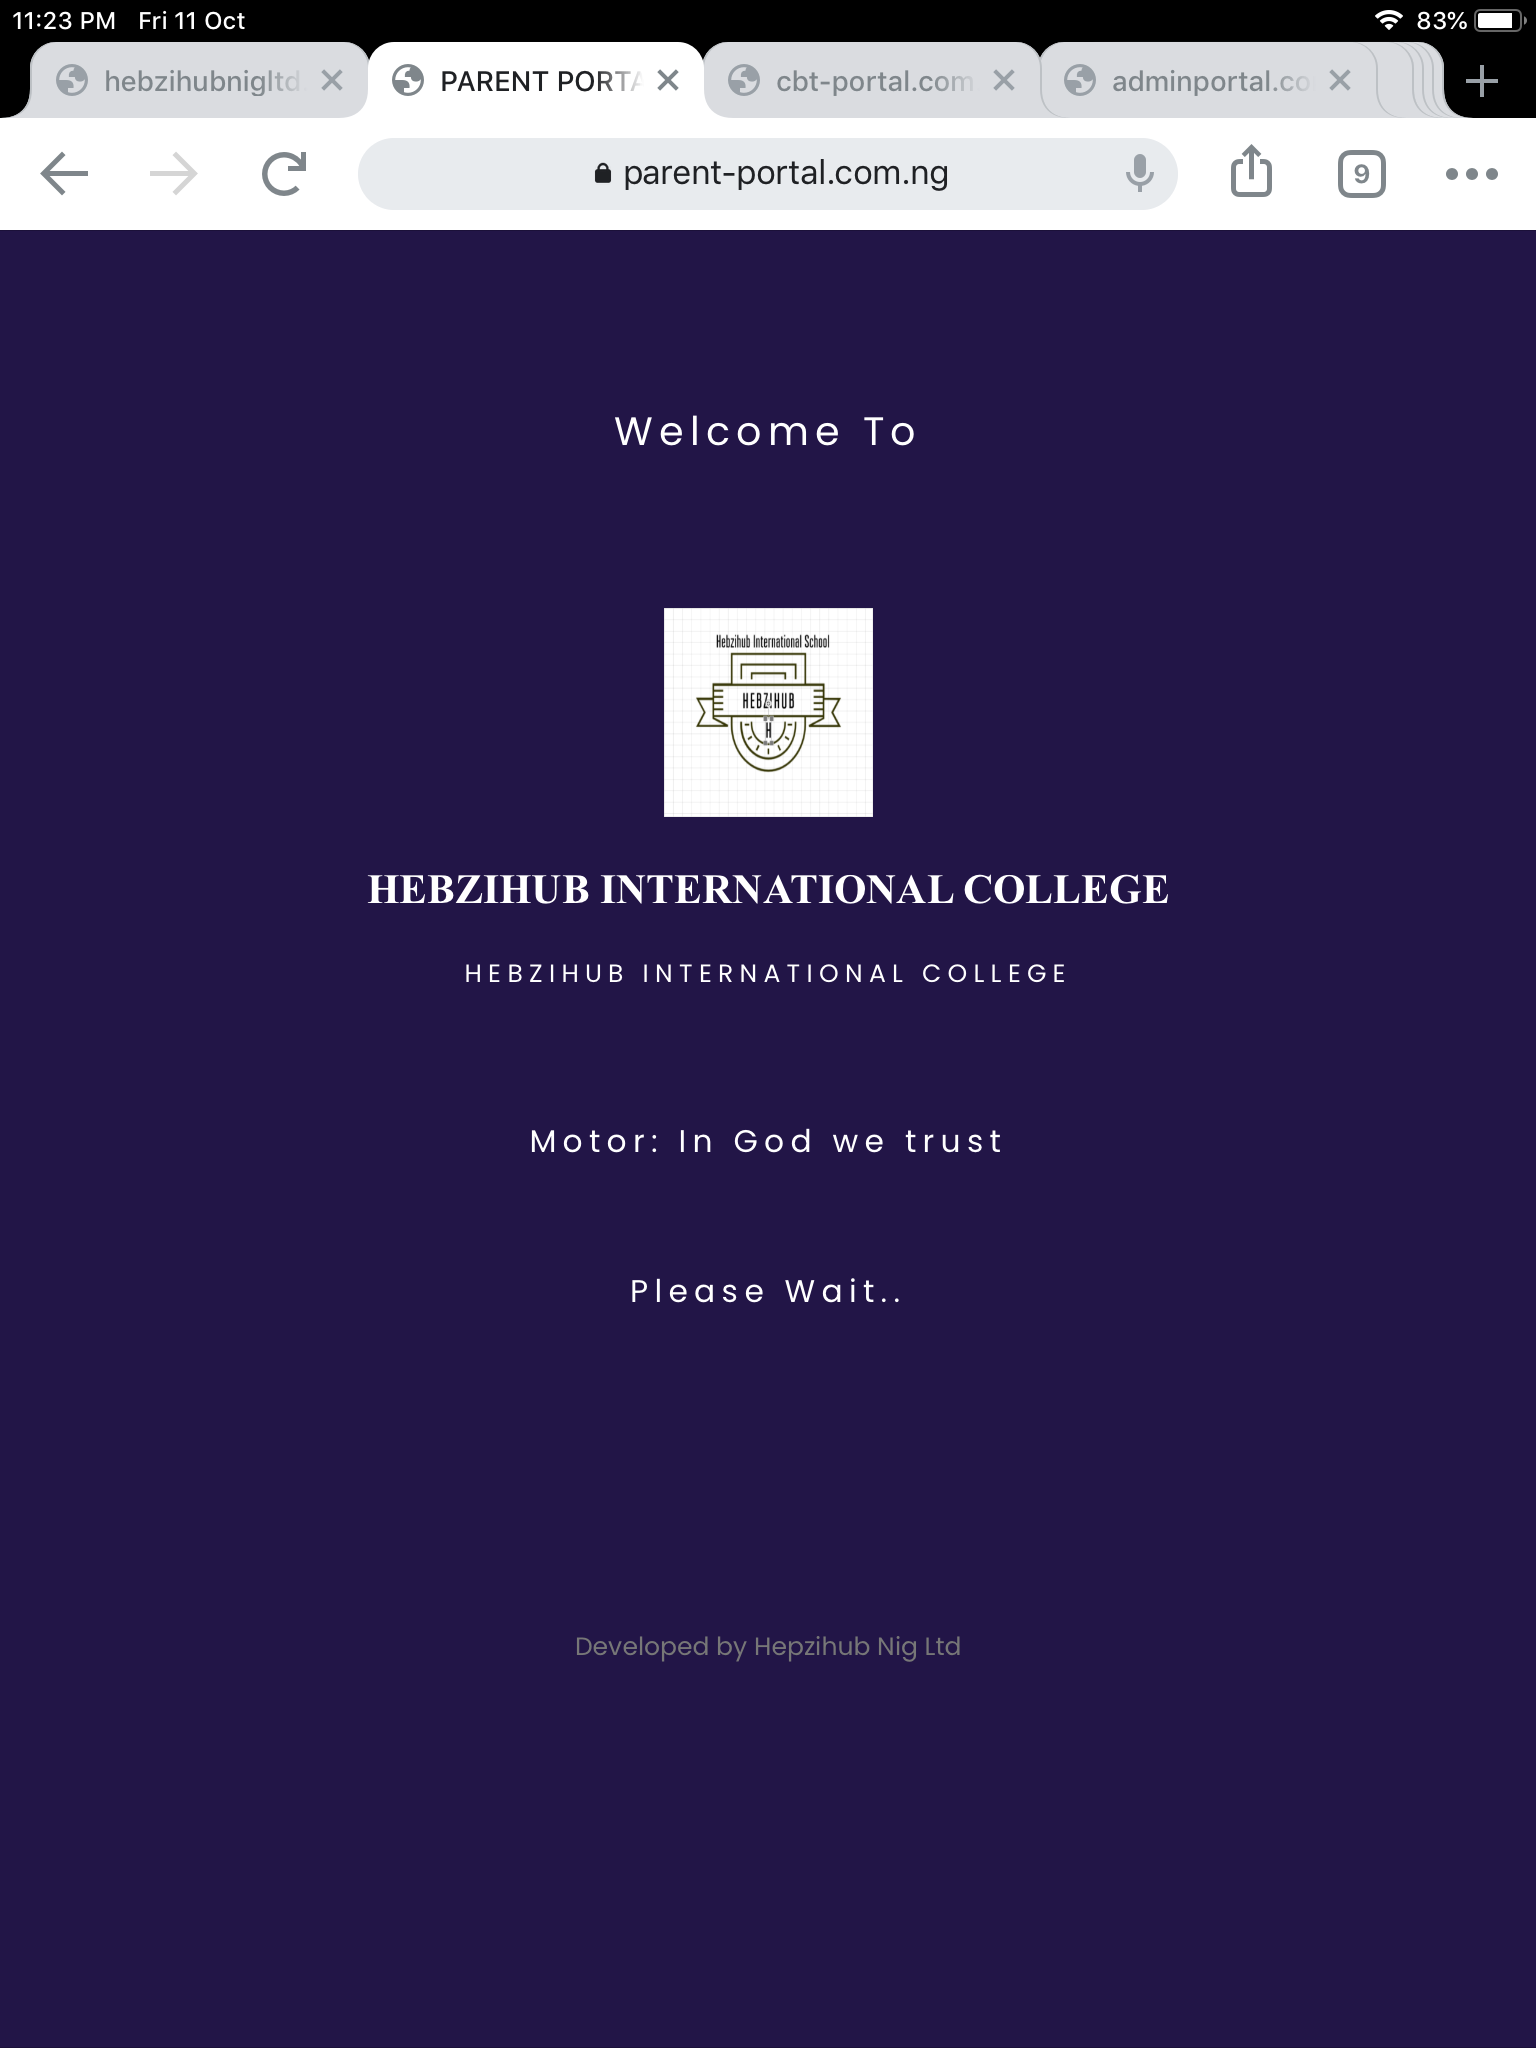 11:23 PM Fri 11 Oct 83%
hebzihubnigltd PARENT PORTA cbt-portal.com adminportal.co
parent-portal.com.ng 9
Welcome To
Hebzihub International School
HEBZIHUB
H
HEBZIHUB INTERNATIONAL COLLEGE
HEBZIHUB INTERNATIONAL COLLEGE
Motor: In God we trust
Please Wait..
Developed by Hepzihub Nig Ltd